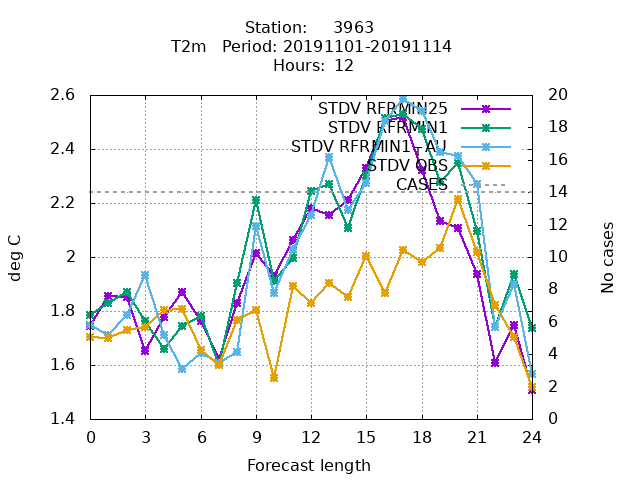 Station: 3963
T2m Period: 20191101-20191114
Hours: 12
2.6
2.4
2.2
2
1.8
1.6
1.4
20
18
16
14
12
10
8
6
4
2
0
deg C
No cases
STDV RFRMIN25
STDV RFRMIN1
STDV RFRMIN1+AU
STDV OBS
CASES
0 3 6 9 12 15 18 21 24
Forecast length